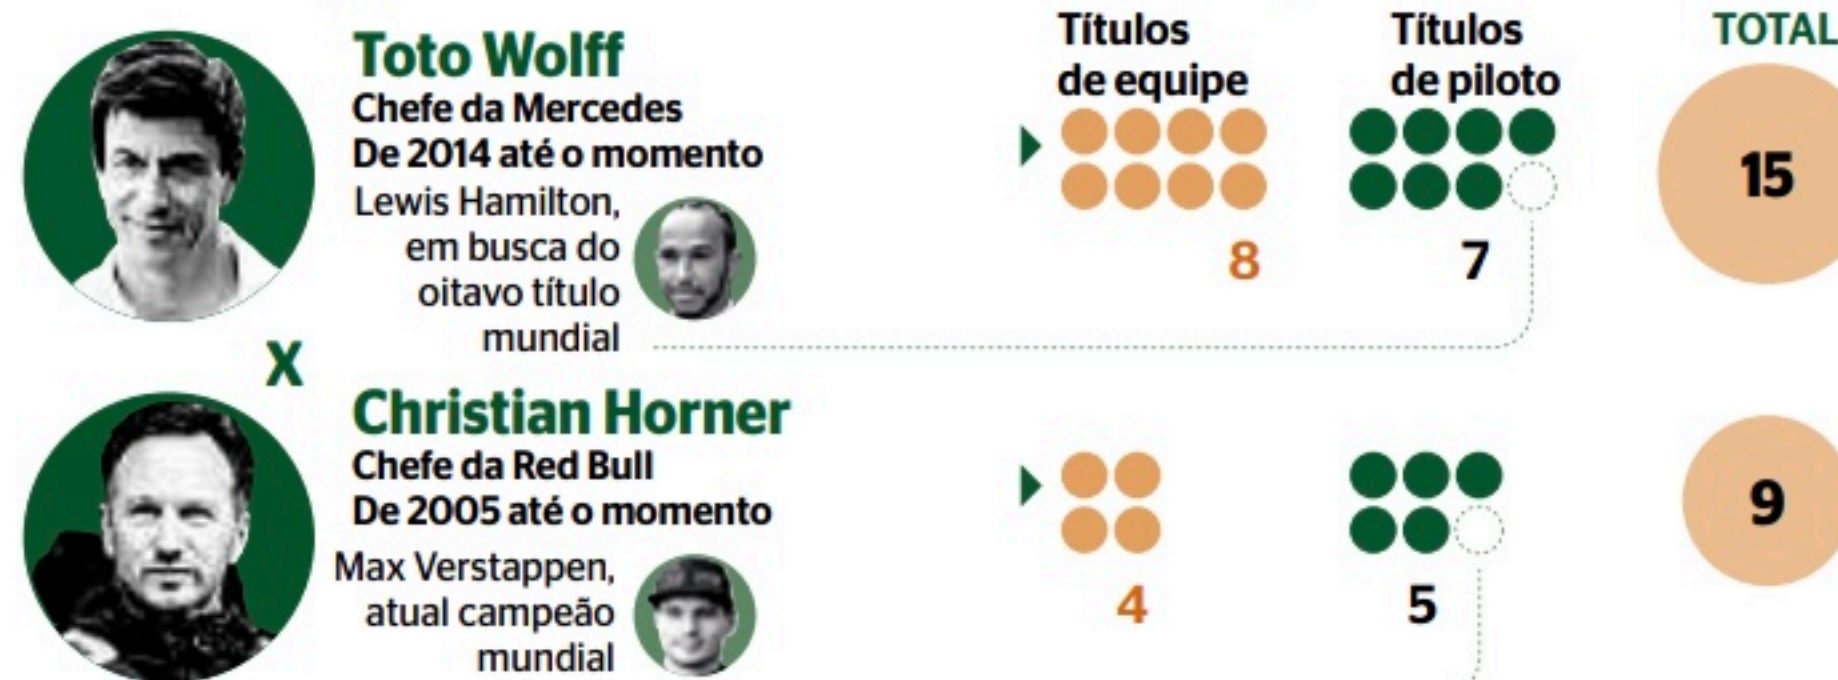 Toto Wolff
Chefe da Mercedes
De 2014 até o momento
Lewis Hamilton,
em busca do
oitavo título
mundial
Títulos
de equipe
8
Títulos
de piloto
7
TOTAL
15
X
Christian Horner
Chefe da Red Bull
De 2005 até o momento
Max Verstappen,
atual campeão
mundial
4
5
9